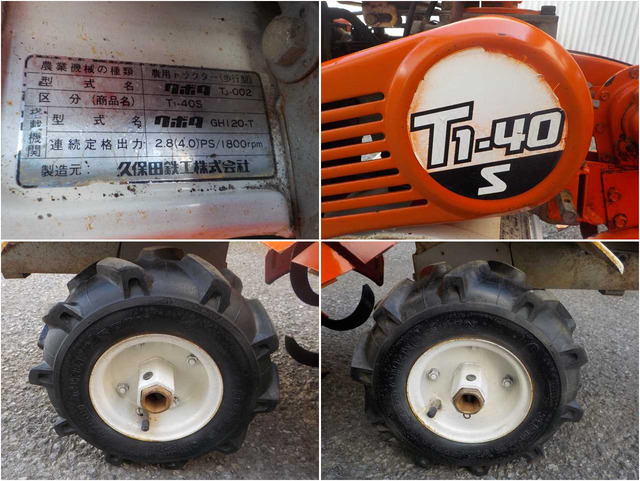 農業機械の種類 農用トラクター(歩行型)
型式名 クボタ TJ-002
区分(商品名) T1-40S
搭載機関
型式名 クボタ GH120-T
連続定格出力 2.8(4.0)PS/1800rpm
製造元: 久保田鉄工株式会社
T1-40
S